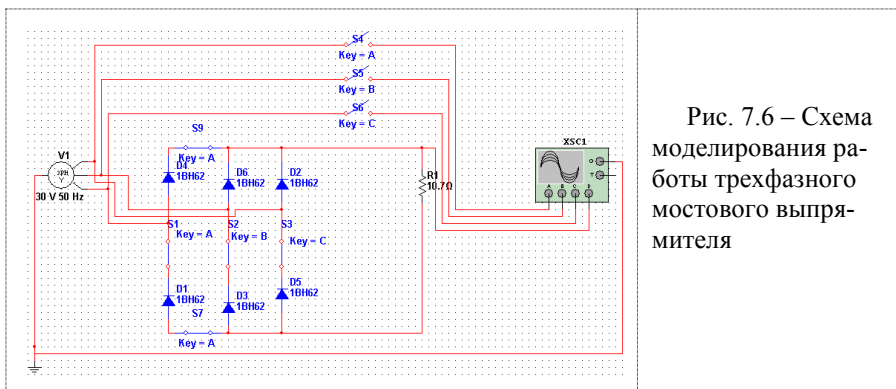 S4
Key = A
S5
Key = B
S6
Key = C
S9
Key = A
V1
3PH
Y
30 V 50 Hz
D4
1BH62
D6
1BH62
D2
1BH62
R1
10.7Ω
XSC1
G
T
A B C D
S1
Key = A
S2
Key = B
S3
Key = C
D1
1BH62
D3
1BH62
D5
1BH62
S7
Key = A
Рис. 7.6 – Схема
моделирования ра-
боты трехфазного
мостового выпря-
мителя